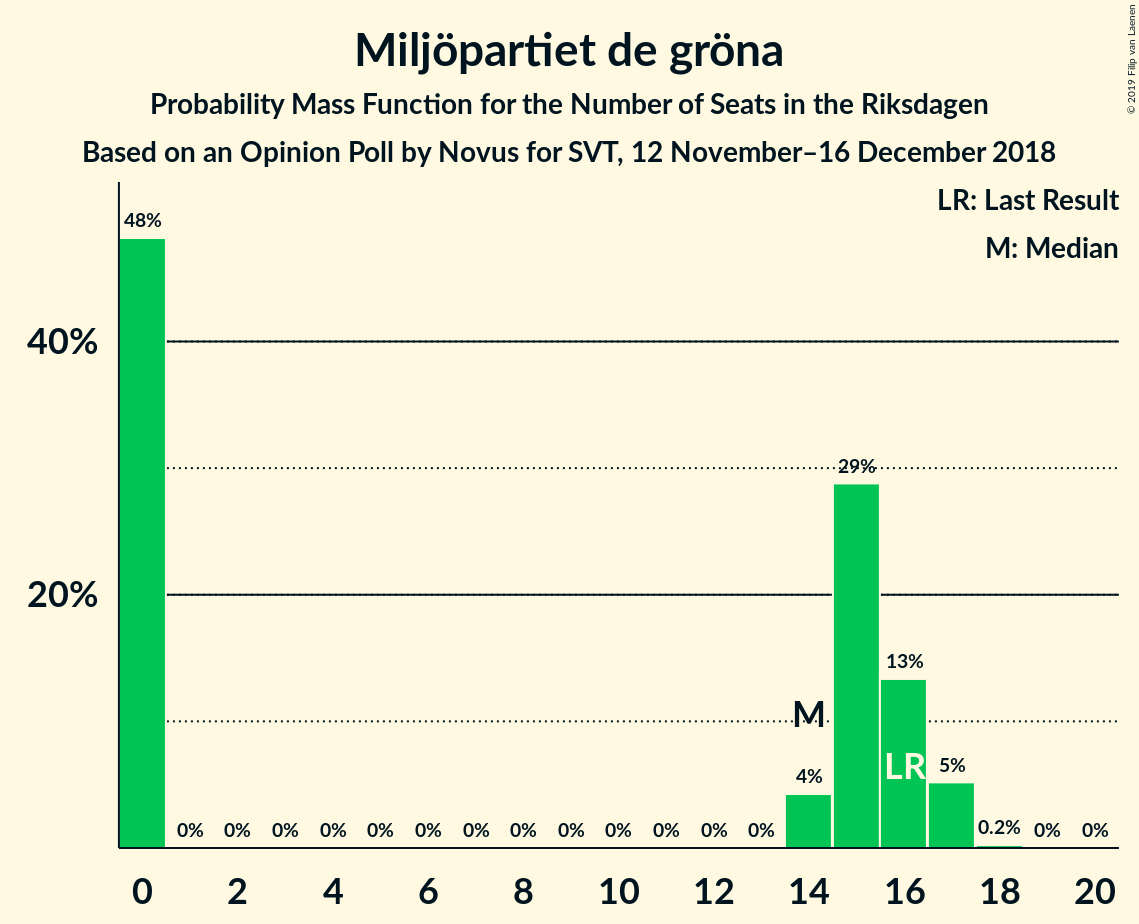 Miljöpartiet de gröna
Probability Mass Function for the Number of Seats in the Riksdagen
Based on an Opinion Poll by Novus for SVT, 12 November–16 December 2018
© 2019 Filip van Laenen
LR: Last Result
M: Median
48%
40%
29%
20%
13%
M
LR
5%
4%
0% 0% 0% 0% 0% 0% 0% 0% 0% 0% 0% 0% 0% 0.2% 0% 0%
0 2 4 6 8 10 12 14 16 18 20